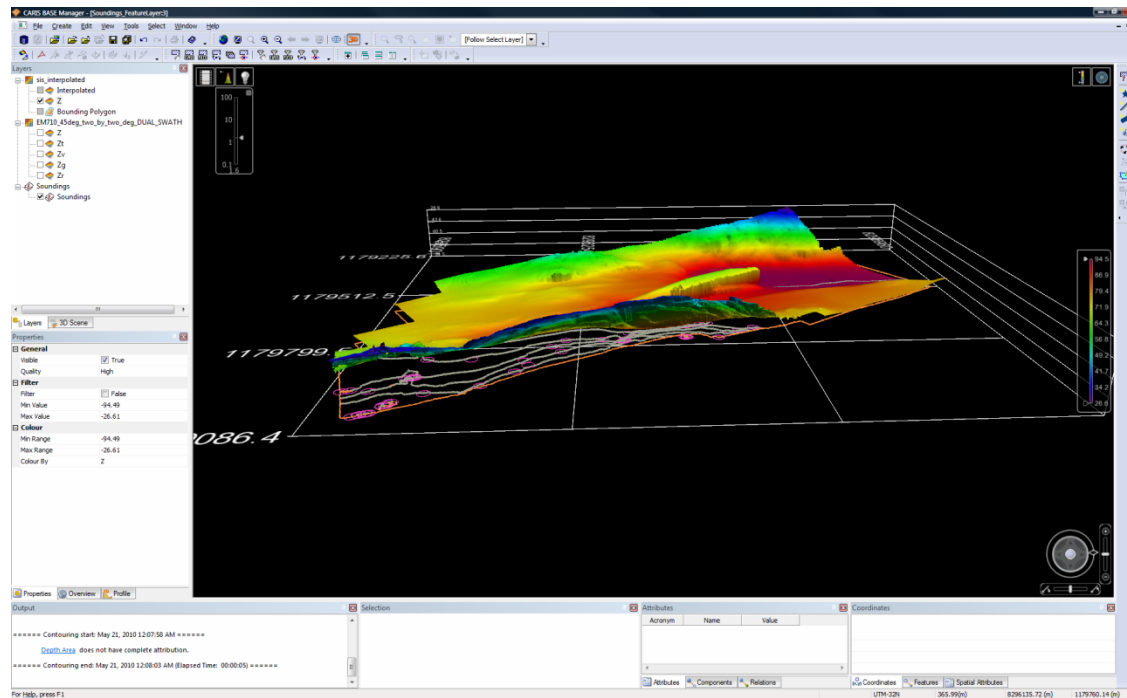 CARIS BASE Manager - [Soundings_FeatureLayer:3]
File Create Edit View Tools Select Window Help
[Follow Select Layer]
Layers
sis_interpolated
Interpolated
Z
Bounding Polygon
EM710_45deg_two_by_two_deg_DUAL_SWATH
Z
Zt
Zv
Zg
Zr
Soundings
Soundings
Layers 3D Scene
Properties
General
Visible True
Quality High
Filter
Filter False
Min Value -94.49
Max Value -26.61
Colour
Min Range -94.49
Max Range -26.61
Colour By Z
Properties Overview Profile
100
10
1
0.1
1.6
1179225.6
1179512.5
1179799.5
086.4
94.5
86.9
79.4
71.9
64.3
56.8
49.2
41.7
34.2
26.6
Output
====== Contouring start: May 21, 2010 12:07:58 AM ======
Depth Area does not have complete attribution.
====== Contouring end: May 21, 2010 12:08:03 AM (Elapsed Time: 00:00:05) ======
Selection
Attributes
Acronym Name Value
Attributes Components Relations
Coordinates
Coordinates Features Spatial Attributes
For Help, press F1
UTM-32N 365.99(m) 8296135.72 (m) 1179760.14 (m)